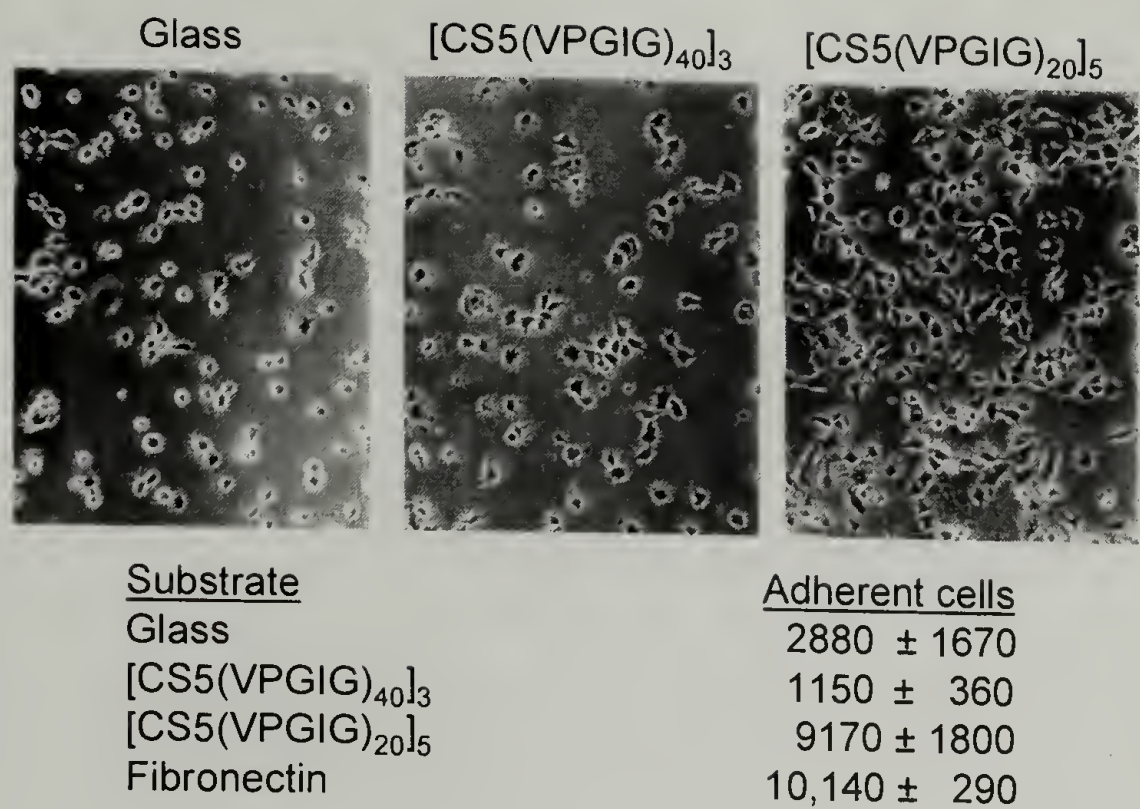 Glass [CS5(VPGIG)₄₀]₃ [CS5(VPGIG)₂₀]₅
Substrate Adherent cells
Glass 2880 ± 1670
[CS5(VPGIG)₄₀]₃ 1150 ± 360
[CS5(VPGIG)₂₀]₅ 9170 ± 1800
Fibronectin 10,140 ± 290